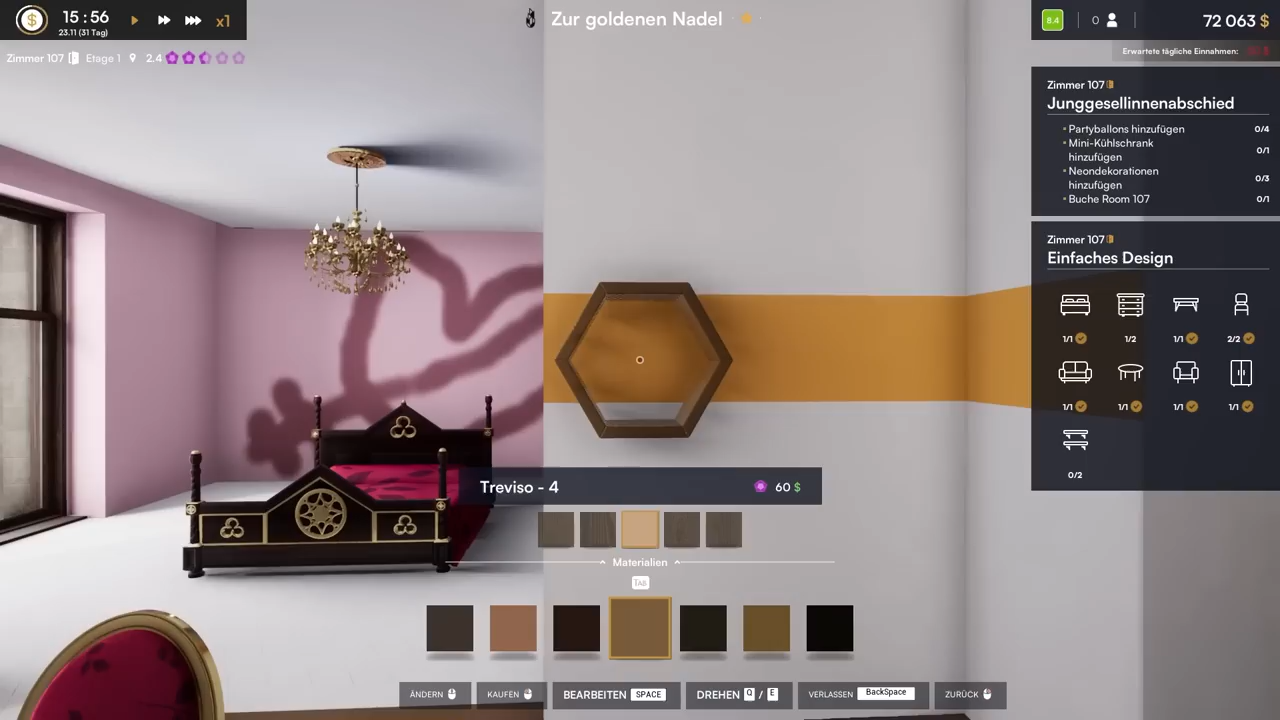 15:56
23.11 (31 Tag)
x1
Zur goldenen Nadel
8.4
0
72 063 $
Erwartete tägliche Einnahmen:
Zimmer 107 Etage 1 2.4
Zimmer 107
Junggesellinnenabschied
Partyballons hinzufügen 0/4
Mini-Kühlschrank
hinzufügen 0/1
Neondekorationen
hinzufügen 0/3
Buche Room 107 0/1
Zimmer 107
Einfaches Design
1/1 1/2 1/1 2/2
1/1 1/1 1/1 1/1
0/2
Treviso - 4 60 $
Materialien
TAB
ÄNDERN KAUFEN BEARBEITEN SPACE DREHEN Q / E VERLASSEN BackSpace ZURÜCK